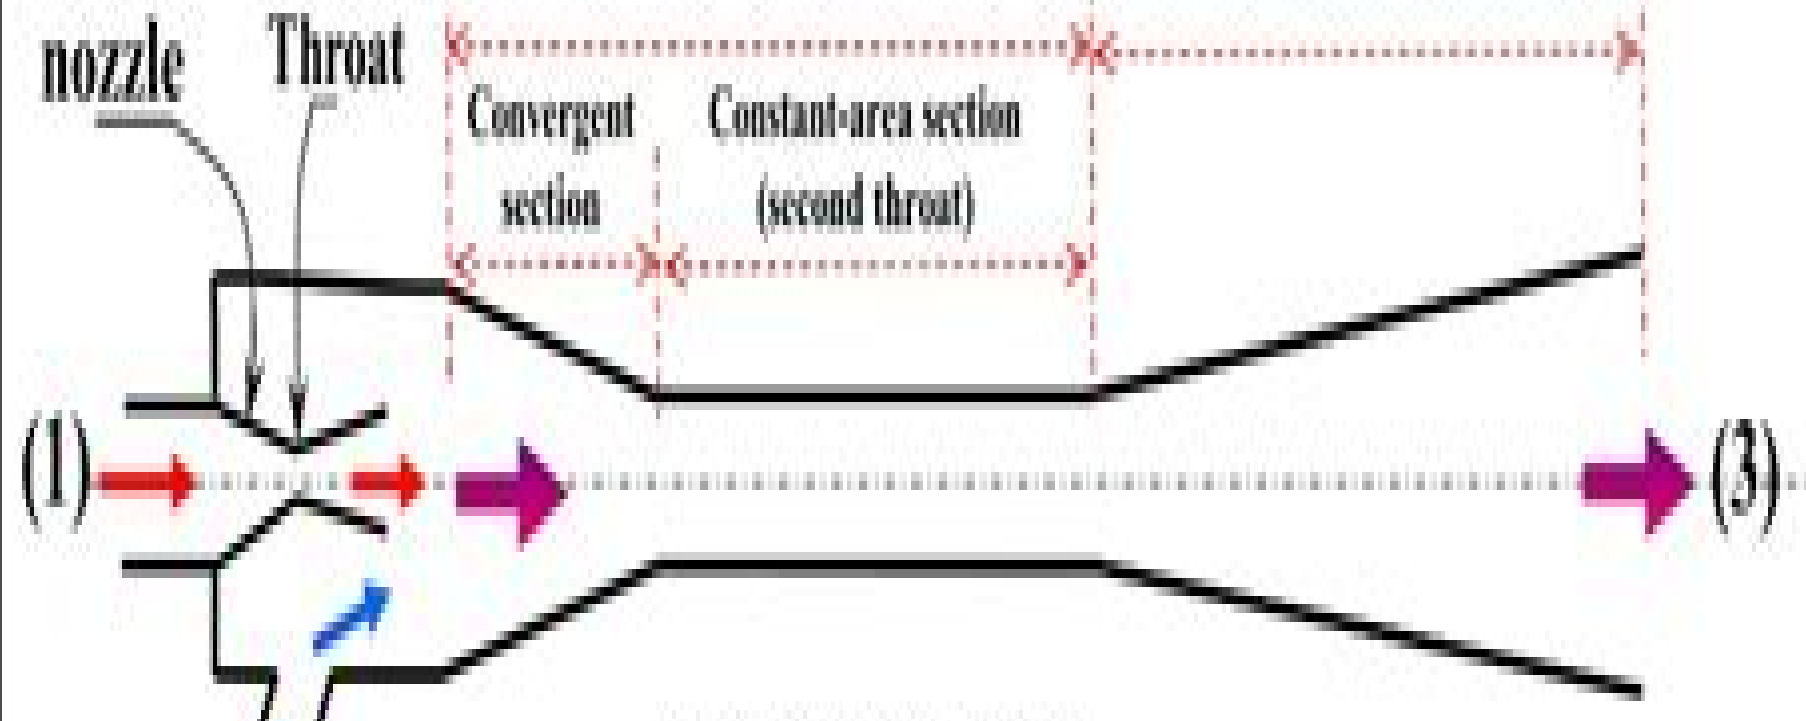 nozzle
Throat
Convergent
section
Constant-area section
(second throat)
(1)
(3)